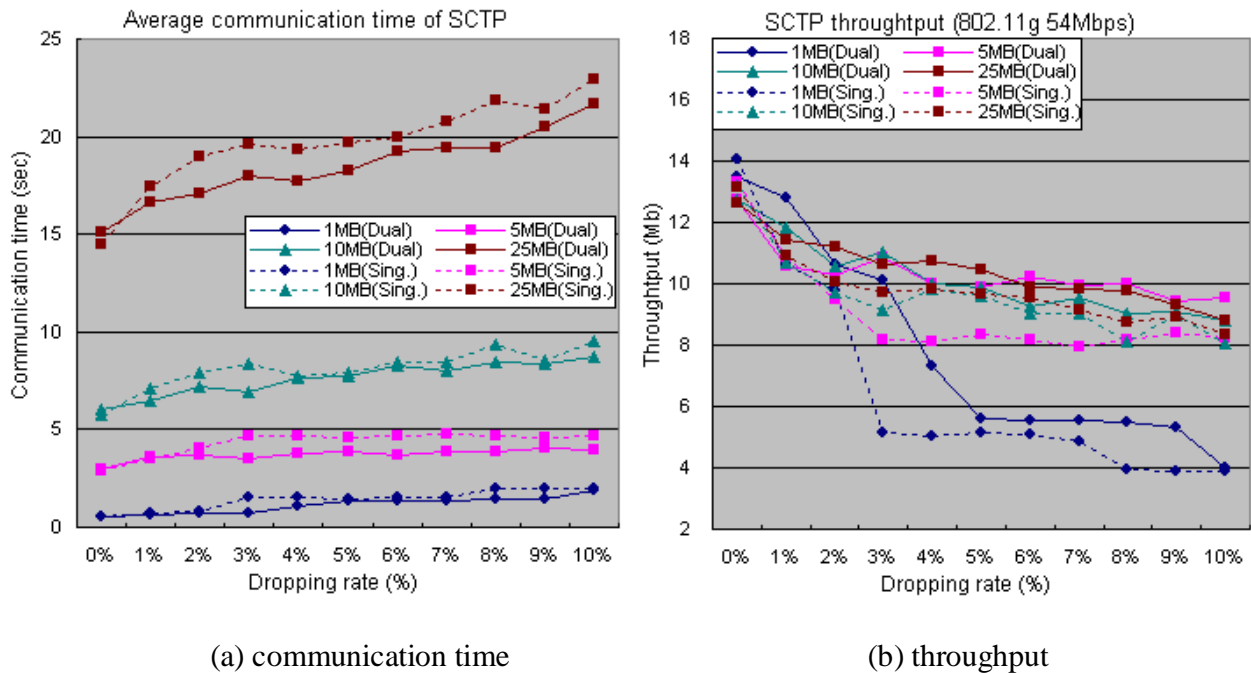 Average communication time of SCTP
25
20
15
10
5
0
Communication time (sec)
1MB(Dual) 5MB(Dual)
10MB(Dual) 25MB(Dual)
1MB(Sing.) 5MB(Sing.)
10MB(Sing.) 25MB(Sing.)
0% 1% 2% 3% 4% 5% 6% 7% 8% 9% 10%
Dropping rate (%)
(a) communication time
SCTP throughtput (802.11g 54Mbps)
18
16
14
12
10
8
6
4
2
Throughtput (Mb)
1MB(Dual) 5MB(Dual)
10MB(Dual) 25MB(Dual)
1MB(Sing.) 5MB(Sing.)
10MB(Sing.) 25MB(Sing.)
0% 1% 2% 3% 4% 5% 6% 7% 8% 9% 10%
Dropping rate (%)
(b) throughput